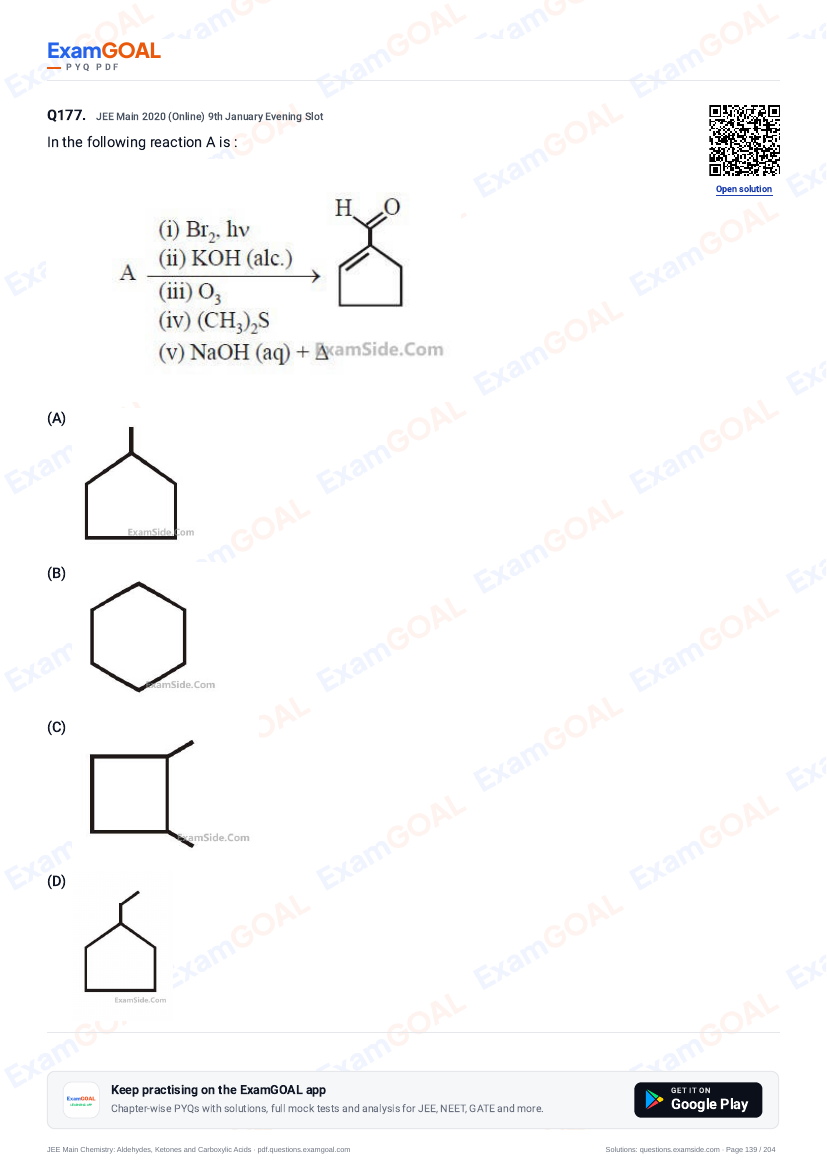 ExamGOAL
PYQ PDF
Q177. JEE Main 2020 (Online) 9th January Evening Slot
In the following reaction A is :
Open solution
H O
(i) Br2, hν
(ii) KOH (alc.)
A
(iii) O3
(iv) (CH3)2S
(v) NaOH (aq) + Δ
ExamSide.Com
(A)
ExamSide.Com
(B)
ExamSide.Com
(C)
ExamSide.Com
(D)
ExamSide.Com
Keep practising on the ExamGOAL app
Chapter-wise PYQs with solutions, full mock tests and analysis for JEE, NEET, GATE and more.
GET IT ON
Google Play
JEE Main Chemistry: Aldehydes, Ketones and Carboxylic Acids · pdf.questions.examgoal.com
Solutions: questions.examside.com · Page 139 / 204